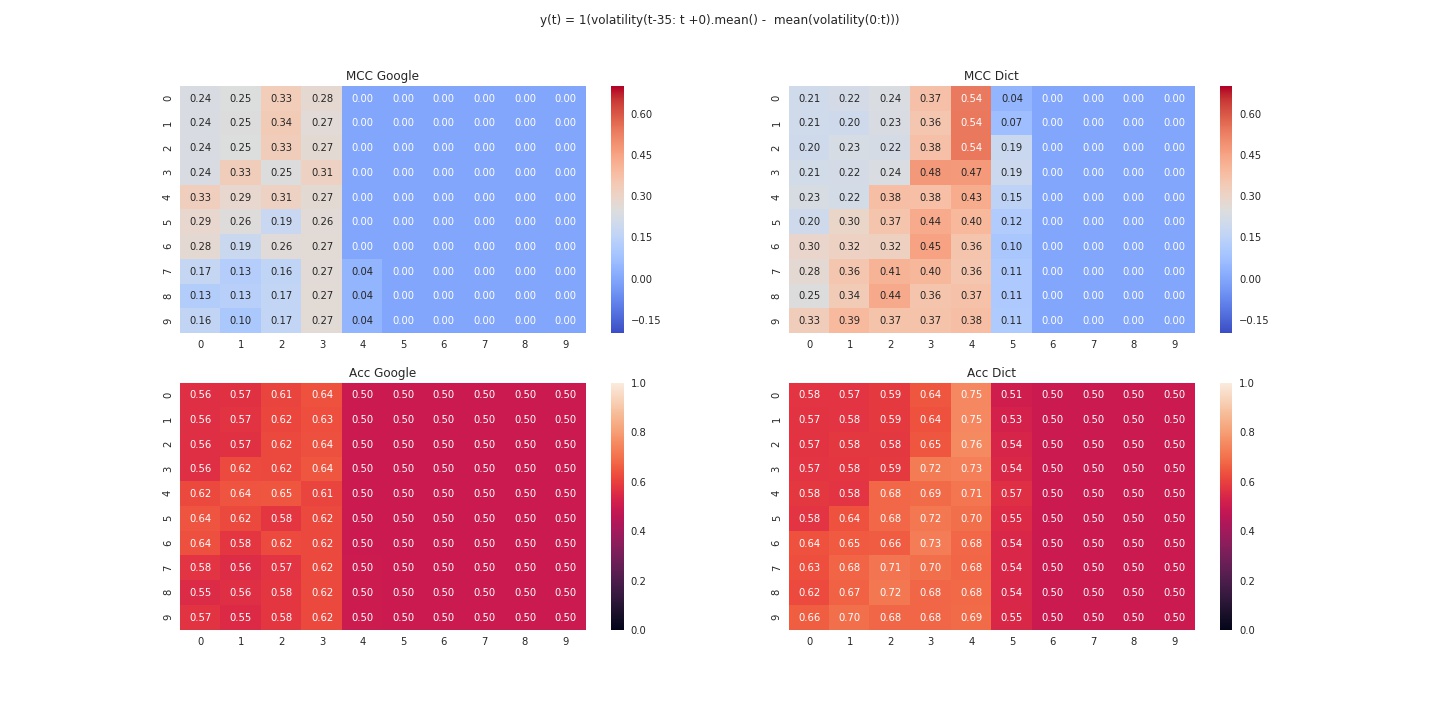 y(t) = 1(volatility(t-35: t +0).mean() -  mean(volatility(0:t)))
MCC Google
0 0.24 0.25 0.33 0.28 0.00 0.00 0.00 0.00 0.00 0.00
1 0.24 0.25 0.34 0.27 0.00 0.00 0.00 0.00 0.00 0.00
2 0.24 0.25 0.33 0.27 0.00 0.00 0.00 0.00 0.00 0.00
3 0.24 0.33 0.25 0.31 0.00 0.00 0.00 0.00 0.00 0.00
4 0.33 0.29 0.31 0.27 0.00 0.00 0.00 0.00 0.00 0.00
5 0.29 0.26 0.19 0.26 0.00 0.00 0.00 0.00 0.00 0.00
6 0.28 0.19 0.26 0.27 0.00 0.00 0.00 0.00 0.00 0.00
7 0.17 0.13 0.16 0.27 0.04 0.00 0.00 0.00 0.00 0.00
8 0.13 0.13 0.17 0.27 0.04 0.00 0.00 0.00 0.00 0.00
9 0.16 0.10 0.17 0.27 0.04 0.00 0.00 0.00 0.00 0.00
0 1 2 3 4 5 6 7 8 9
0.60
0.45
0.30
0.15
0.00
−0.15
MCC Dict
0 0.21 0.22 0.24 0.37 0.54 0.04 0.00 0.00 0.00 0.00
1 0.21 0.20 0.23 0.36 0.54 0.07 0.00 0.00 0.00 0.00
2 0.20 0.23 0.22 0.38 0.54 0.19 0.00 0.00 0.00 0.00
3 0.21 0.22 0.24 0.48 0.47 0.19 0.00 0.00 0.00 0.00
4 0.23 0.22 0.38 0.38 0.43 0.15 0.00 0.00 0.00 0.00
5 0.20 0.30 0.37 0.44 0.40 0.12 0.00 0.00 0.00 0.00
6 0.30 0.32 0.32 0.45 0.36 0.10 0.00 0.00 0.00 0.00
7 0.28 0.36 0.41 0.40 0.36 0.11 0.00 0.00 0.00 0.00
8 0.25 0.34 0.44 0.36 0.37 0.11 0.00 0.00 0.00 0.00
9 0.33 0.39 0.37 0.37 0.38 0.11 0.00 0.00 0.00 0.00
0 1 2 3 4 5 6 7 8 9
0.60
0.45
0.30
0.15
0.00
−0.15
Acc Google
0 0.56 0.57 0.61 0.64 0.50 0.50 0.50 0.50 0.50 0.50
1 0.56 0.57 0.62 0.63 0.50 0.50 0.50 0.50 0.50 0.50
2 0.56 0.57 0.62 0.64 0.50 0.50 0.50 0.50 0.50 0.50
3 0.56 0.62 0.62 0.64 0.50 0.50 0.50 0.50 0.50 0.50
4 0.62 0.64 0.65 0.61 0.50 0.50 0.50 0.50 0.50 0.50
5 0.64 0.62 0.58 0.62 0.50 0.50 0.50 0.50 0.50 0.50
6 0.64 0.58 0.62 0.62 0.50 0.50 0.50 0.50 0.50 0.50
7 0.58 0.56 0.57 0.62 0.50 0.50 0.50 0.50 0.50 0.50
8 0.55 0.56 0.58 0.62 0.50 0.50 0.50 0.50 0.50 0.50
9 0.57 0.55 0.58 0.62 0.50 0.50 0.50 0.50 0.50 0.50
0 1 2 3 4 5 6 7 8 9
1.0
0.8
0.6
0.4
0.2
0.0
Acc Dict
0 0.58 0.57 0.59 0.64 0.75 0.51 0.50 0.50 0.50 0.50
1 0.57 0.58 0.59 0.64 0.75 0.53 0.50 0.50 0.50 0.50
2 0.57 0.58 0.58 0.65 0.76 0.54 0.50 0.50 0.50 0.50
3 0.57 0.58 0.59 0.72 0.73 0.54 0.50 0.50 0.50 0.50
4 0.58 0.58 0.68 0.69 0.71 0.57 0.50 0.50 0.50 0.50
5 0.58 0.64 0.68 0.72 0.70 0.55 0.50 0.50 0.50 0.50
6 0.64 0.65 0.66 0.73 0.68 0.54 0.50 0.50 0.50 0.50
7 0.63 0.68 0.71 0.70 0.68 0.54 0.50 0.50 0.50 0.50
8 0.62 0.67 0.72 0.68 0.68 0.54 0.50 0.50 0.50 0.50
9 0.66 0.70 0.68 0.68 0.69 0.55 0.50 0.50 0.50 0.50
0 1 2 3 4 5 6 7 8 9
1.0
0.8
0.6
0.4
0.2
0.0